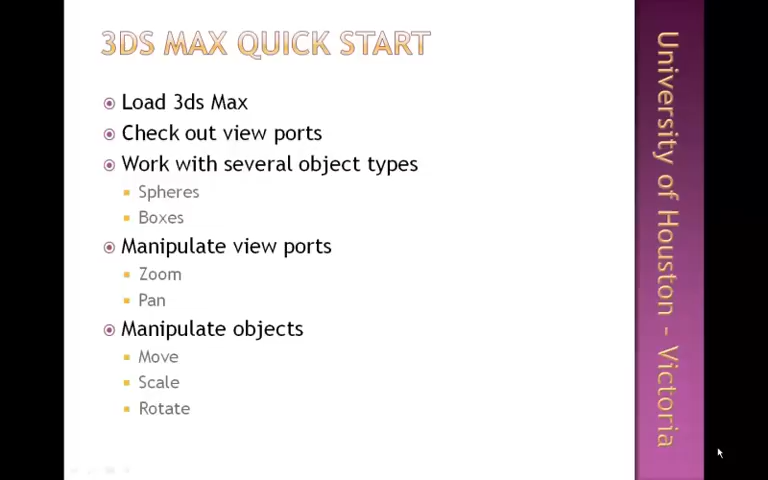 3DS MAX QUICK START
Load 3ds Max
Check out view ports
Work with several object types
Spheres
Boxes
Manipulate view ports
Zoom
Pan
Manipulate objects
Move
Scale
Rotate
University of Houston - Victoria